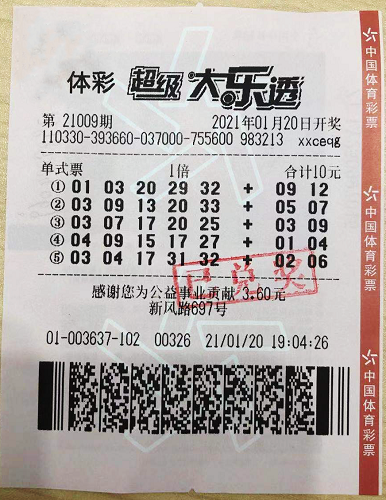 体彩 超级大乐透
第 21009期 2021年01月20日开奖
110330-393660-037000-755600 983213 xxceqg
单式票 1倍 合计10元
① 01 03 20 29 32 + 09 12
② 03 09 13 20 33 + 05 07
③ 03 07 17 20 25 + 03 09
④ 04 09 15 17 27 + 01 04
⑤ 03 04 17 31 32 + 02 06
已兑奖
感谢您为公益事业贡献 3.60元
新风路697号
01-003637-102 00326 21/01/20 19:04:26
中国体育彩票
中国体育彩票
中国体育彩票